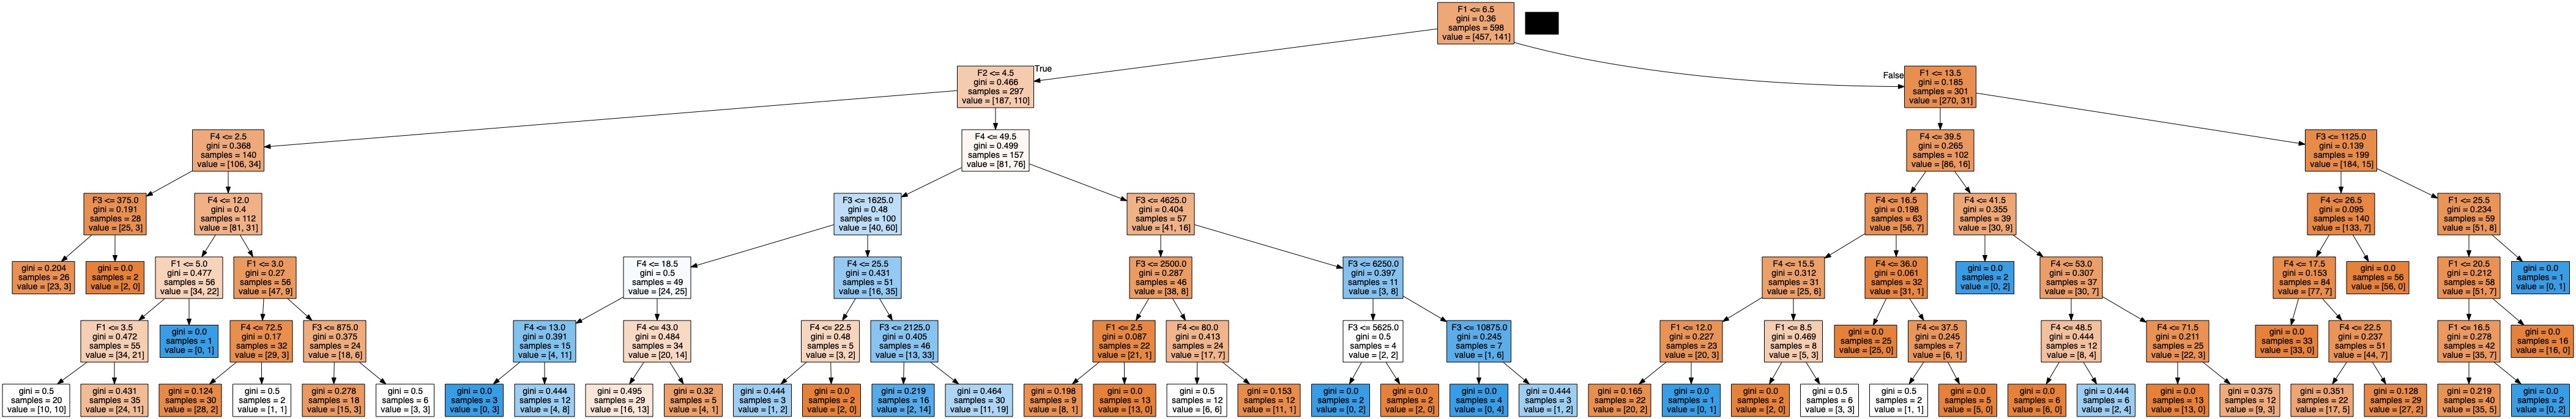 F1 <= 6.5
gini = 0.36
samples = 598
value = [457, 141]
True
False
F2 <= 4.5
gini = 0.466
samples = 297
value = [187, 110]
F1 <= 13.5
gini = 0.185
samples = 301
value = [270, 31]
F4 <= 2.5
gini = 0.368
samples = 140
value = [106, 34]
F4 <= 49.5
gini = 0.499
samples = 157
value = [81, 76]
F4 <= 39.5
gini = 0.265
samples = 102
value = [86, 16]
F3 <= 1125.0
gini = 0.139
samples = 199
value = [184, 15]
F3 <= 375.0
gini = 0.191
samples = 28
value = [25, 3]
F4 <= 12.0
gini = 0.4
samples = 112
value = [81, 31]
F3 <= 1625.0
gini = 0.48
samples = 100
value = [40, 60]
F3 <= 4625.0
gini = 0.404
samples = 57
value = [41, 16]
F4 <= 16.5
gini = 0.198
samples = 63
value = [56, 7]
F4 <= 41.5
gini = 0.355
samples = 39
value = [30, 9]
F4 <= 26.5
gini = 0.095
samples = 140
value = [133, 7]
F1 <= 25.5
gini = 0.234
samples = 59
value = [51, 8]
gini = 0.204
samples = 26
value = [23, 3]
gini = 0.0
samples = 2
value = [2, 0]
F1 <= 5.0
gini = 0.477
samples = 56
value = [34, 22]
F1 <= 3.0
gini = 0.27
samples = 56
value = [47, 9]
F4 <= 18.5
gini = 0.5
samples = 49
value = [24, 25]
F4 <= 25.5
gini = 0.431
samples = 51
value = [16, 35]
F3 <= 2500.0
gini = 0.287
samples = 46
value = [38, 8]
F3 <= 6250.0
gini = 0.397
samples = 11
value = [3, 8]
F4 <= 15.5
gini = 0.312
samples = 31
value = [25, 6]
F4 <= 36.0
gini = 0.061
samples = 32
value = [31, 1]
gini = 0.0
samples = 2
value = [0, 2]
F4 <= 53.0
gini = 0.307
samples = 37
value = [30, 7]
F4 <= 17.5
gini = 0.153
samples = 84
value = [77, 7]
gini = 0.0
samples = 56
value = [56, 0]
F1 <= 20.5
gini = 0.212
samples = 58
value = [51, 7]
gini = 0.0
samples = 1
value = [0, 1]
F1 <= 3.5
gini = 0.472
samples = 55
value = [34, 21]
gini = 0.0
samples = 1
value = [0, 1]
F4 <= 72.5
gini = 0.17
samples = 32
value = [29, 3]
F3 <= 875.0
gini = 0.375
samples = 24
value = [18, 6]
F4 <= 13.0
gini = 0.391
samples = 15
value = [4, 11]
F4 <= 43.0
gini = 0.484
samples = 34
value = [20, 14]
F4 <= 22.5
gini = 0.48
samples = 5
value = [3, 2]
F3 <= 2125.0
gini = 0.405
samples = 46
value = [13, 33]
F1 <= 2.5
gini = 0.087
samples = 22
value = [21, 1]
F4 <= 80.0
gini = 0.413
samples = 24
value = [17, 7]
F3 <= 5625.0
gini = 0.5
samples = 4
value = [2, 2]
F3 <= 10875.0
gini = 0.245
samples = 7
value = [1, 6]
F1 <= 12.0
gini = 0.227
samples = 23
value = [20, 3]
F1 <= 8.5
gini = 0.469
samples = 8
value = [5, 3]
gini = 0.0
samples = 25
value = [25, 0]
F4 <= 37.5
gini = 0.245
samples = 7
value = [6, 1]
F4 <= 48.5
gini = 0.444
samples = 12
value = [8, 4]
F4 <= 71.5
gini = 0.211
samples = 25
value = [22, 3]
gini = 0.0
samples = 33
value = [33, 0]
F4 <= 22.5
gini = 0.237
samples = 51
value = [44, 7]
F1 <= 16.5
gini = 0.278
samples = 42
value = [35, 7]
gini = 0.0
samples = 16
value = [16, 0]
gini = 0.5
samples = 20
value = [10, 10]
gini = 0.431
samples = 35
value = [24, 11]
gini = 0.124
samples = 30
value = [28, 2]
gini = 0.5
samples = 2
value = [1, 1]
gini = 0.278
samples = 18
value = [15, 3]
gini = 0.5
samples = 6
value = [3, 3]
gini = 0.0
samples = 3
value = [0, 3]
gini = 0.444
samples = 12
value = [4, 8]
gini = 0.495
samples = 29
value = [16, 13]
gini = 0.32
samples = 5
value = [4, 1]
gini = 0.444
samples = 3
value = [1, 2]
gini = 0.0
samples = 2
value = [2, 0]
gini = 0.219
samples = 16
value = [2, 14]
gini = 0.464
samples = 30
value = [11, 19]
gini = 0.198
samples = 9
value = [8, 1]
gini = 0.0
samples = 13
value = [13, 0]
gini = 0.5
samples = 12
value = [6, 6]
gini = 0.153
samples = 12
value = [11, 1]
gini = 0.0
samples = 2
value = [0, 2]
gini = 0.0
samples = 2
value = [2, 0]
gini = 0.0
samples = 4
value = [0, 4]
gini = 0.444
samples = 3
value = [1, 2]
gini = 0.165
samples = 22
value = [20, 2]
gini = 0.0
samples = 1
value = [0, 1]
gini = 0.0
samples = 2
value = [2, 0]
gini = 0.5
samples = 6
value = [3, 3]
gini = 0.5
samples = 2
value = [1, 1]
gini = 0.0
samples = 5
value = [5, 0]
gini = 0.0
samples = 6
value = [6, 0]
gini = 0.444
samples = 6
value = [2, 4]
gini = 0.0
samples = 13
value = [13, 0]
gini = 0.375
samples = 12
value = [9, 3]
gini = 0.351
samples = 22
value = [17, 5]
gini = 0.128
samples = 29
value = [27, 2]
gini = 0.219
samples = 40
value = [35, 5]
gini = 0.0
samples = 2
value = [0, 2]